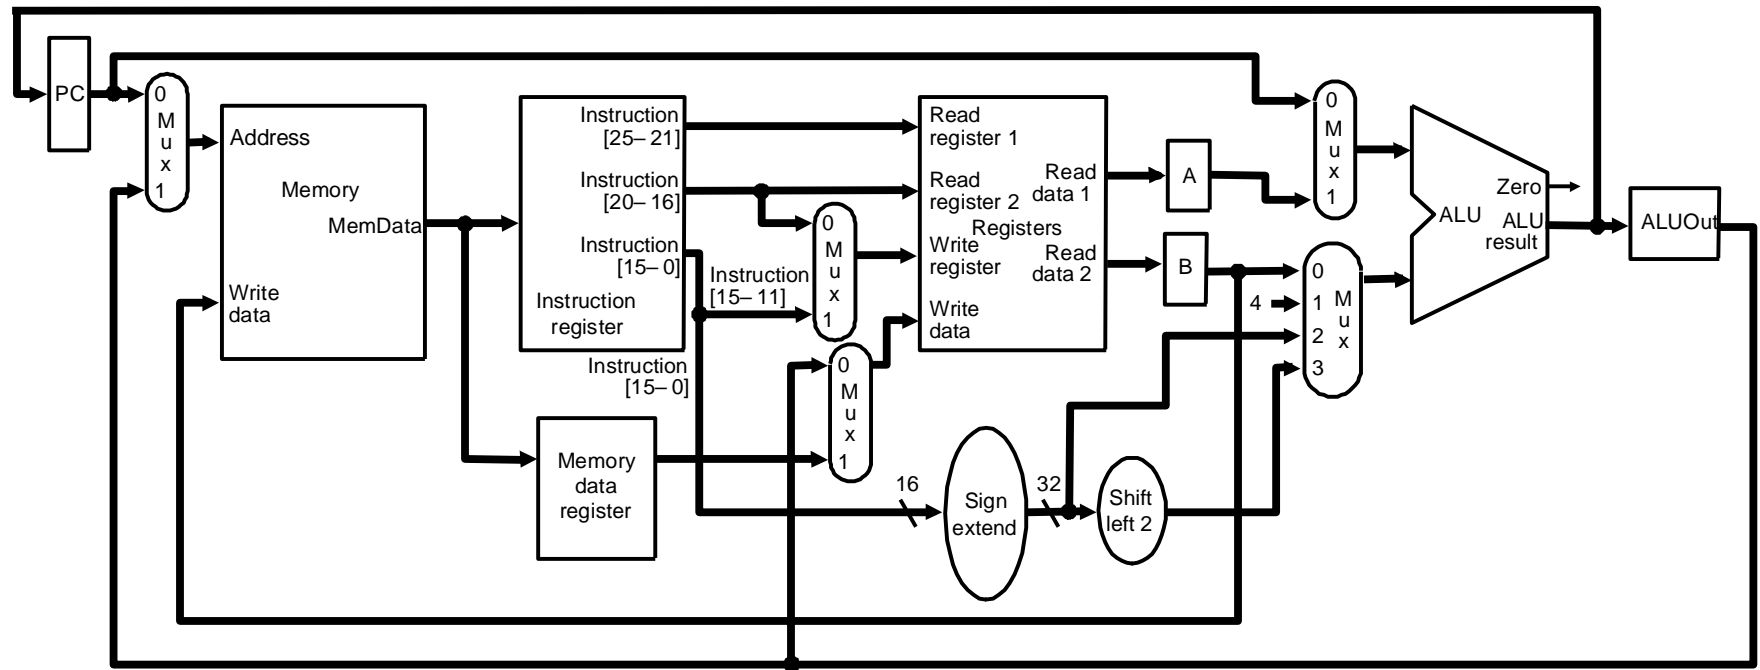 PC
0
M
u
x
1
Address
Memory
MemData
Write
data
Instruction
[25– 21]
Instruction
[20– 16]
Instruction
[15– 0]
Instruction
register
Instruction
[15– 11]
Instruction
[15– 0]
0
M
u
x
1
0
M
u
x
1
Memory
data
register
Read
register 1
Read
register 2
Registers
Write
register
Write
data
Read
data 1
Read
data 2
A
B
16
Sign
extend
32
Shift
left 2
4
0
M
u
x
1
0
1
2
3
M
u
x
ALU
Zero
ALU
result
ALUOut